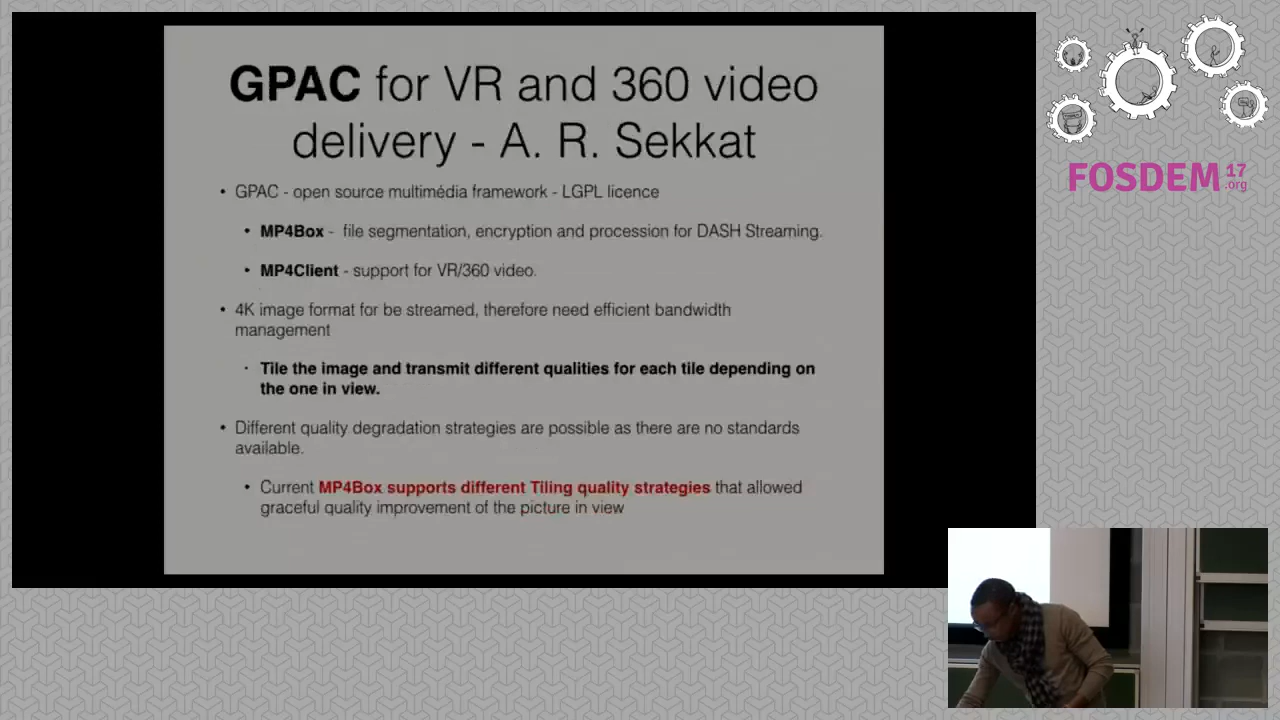 GPAC for VR and 360 video
delivery - A. R. Sekkat
• GPAC - open source multimédia framework - LGPL licence
• MP4Box - file segmentation, encryption and procession for DASH Streaming.
• MP4Client - support for VR/360 video.
• 4K image format for be streamed, therefore need efficient bandwidth
management
• Tile the image and transmit different qualities for each tile depending on
the one in view.
• Different quality degradation strategies are possible as there are no standards
available.
• Current MP4Box supports different Tiling quality strategies that allowed
graceful quality improvement of the picture in view
FOSDEM 17
.org